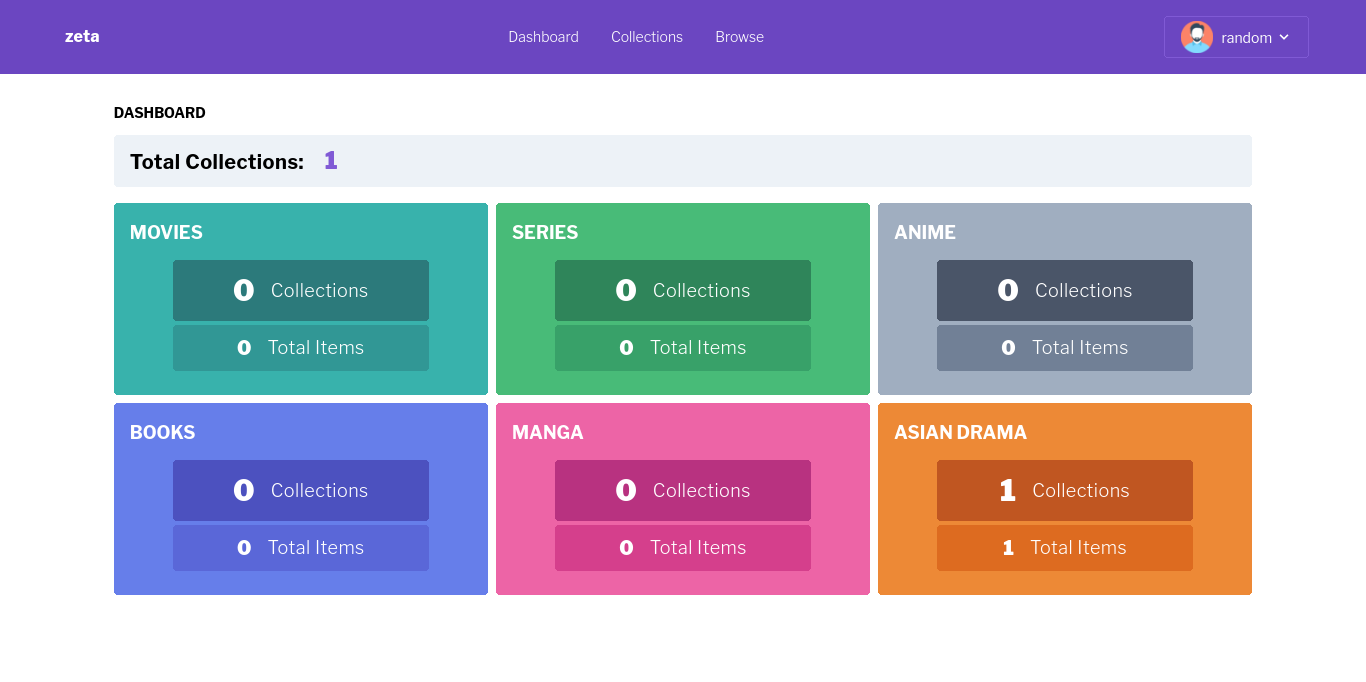 zeta
Dashboard
Collections
Browse
random
DASHBOARD
Total Collections: 1
MOVIES
0 Collections
0 Total Items
SERIES
0 Collections
0 Total Items
ANIME
0 Collections
0 Total Items
BOOKS
0 Collections
0 Total Items
MANGA
0 Collections
0 Total Items
ASIAN DRAMA
1 Collections
1 Total Items